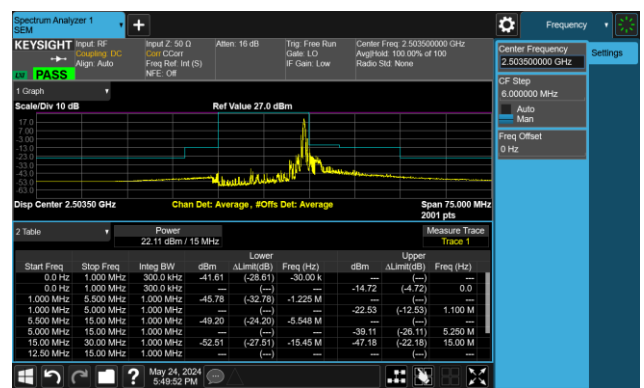 Spectrum Analyzer 1
SEM
Frequency
KEYSIGHT
Input: RF
Coupling: DC
Align: Auto
Input Z: 50 Ω
Corr CCorr
Freq Ref: Int (S)
NFE: Off
Atten: 16 dB
Trig: Free Run
Gate: LO
IF Gain: Low
Center Freq: 2.503500000 GHz
Avg|Hold: 100.00% of 100
Radio Std: None
PASS
Center Frequency
2.503500000 GHz
Settings
CF Step
6.000000 MHz
Auto
Man
Freq Offset
0 Hz
1 Graph
Scale/Div 10 dB
Ref Value 27.0 dBm
17.0
7.00
-3.00
-13.0
-23.0
-33.0
-43.0
-53.0
-63.0
Disp Center 2.50350 GHz
Chan Det: Average, #Offs Det: Average
Span 75.000 MHz
2001 pts
2 Table
Power
22.11 dBm / 15 MHz
Measure Trace
Trace 1
Lower Upper
Start Freq Stop Freq Integ BW dBm ΔLimit(dB) Freq (Hz) dBm ΔLimit(dB) Freq (Hz)
0.0 Hz 1.000 MHz 300.0 kHz -41.61 (-28.61) -30.00 k --- (---) ---
0.0 Hz 1.000 MHz 300.0 kHz --- (---) --- -14.72 (-4.72) 0.0
1.000 MHz 5.500 MHz 1.000 MHz -45.78 (-32.78) -1.225 M --- (---) ---
1.000 MHz 5.000 MHz 1.000 MHz --- (---) --- -22.53 (-12.53) 1.100 M
5.500 MHz 15.00 MHz 1.000 MHz -49.20 (-24.20) -5.548 M --- (---) ---
5.000 MHz 15.00 MHz 1.000 MHz --- (---) --- -39.11 (-26.11) 5.250 M
15.00 MHz 30.00 MHz 1.000 MHz -52.51 (-27.51) -15.45 M -47.18 (-22.18) 15.00 M
12.50 MHz 15.00 MHz 1.000 MHz --- (---) --- --- (---) ---
May 24, 2024
5:49:52 PM